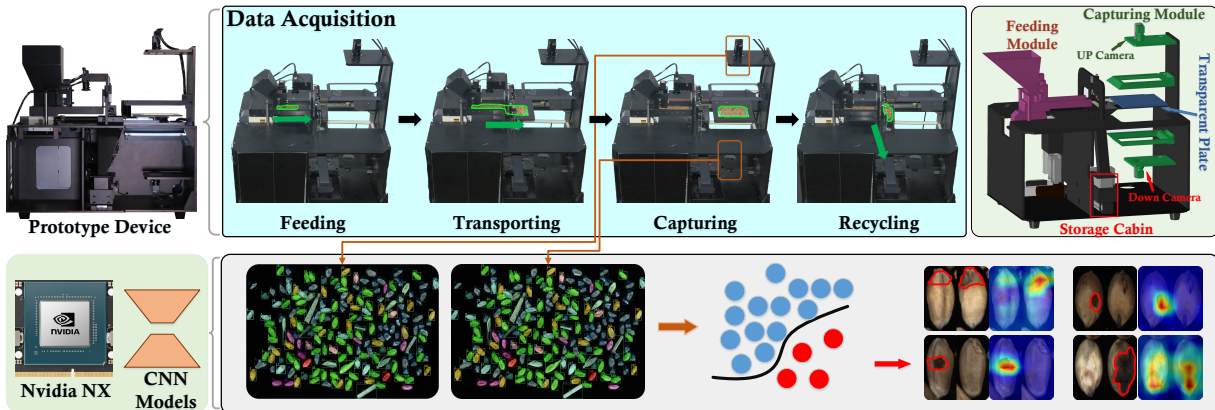 Data Acquisition
Prototype Device
Feeding
Transporting
Capturing
Recycling
Capturing Module
Feeding
Module
UP Camera
Transparent Plate
Down Camera
Storage Cabin
NVIDIA
Nvidia NX
CNN
Models